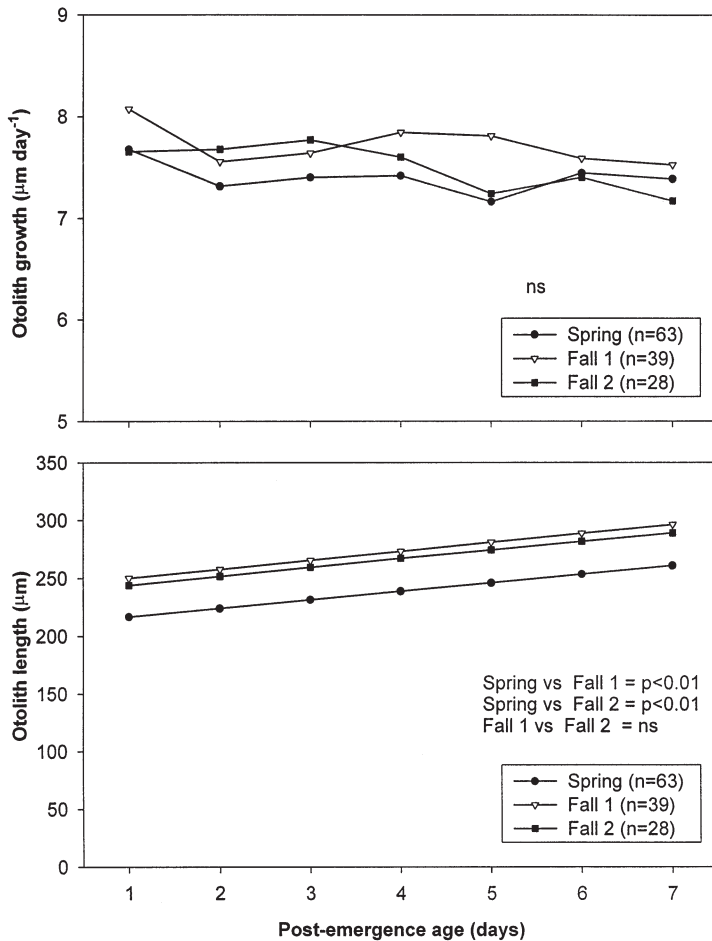 9
8
7
6
5
Otolith growth (μm day-1)
ns
Spring (n=63)
Fall 1 (n=39)
Fall 2 (n=28)
350
300
250
200
150
100
50
0
Otolith length (μm)
Spring vs Fall 1 = p<0.01
Spring vs Fall 2 = p<0.01
Fall 1 vs Fall 2 = ns
Spring (n=63)
Fall 1 (n=39)
Fall 2 (n=28)
1 2 3 4 5 6 7
Post-emergence age (days)